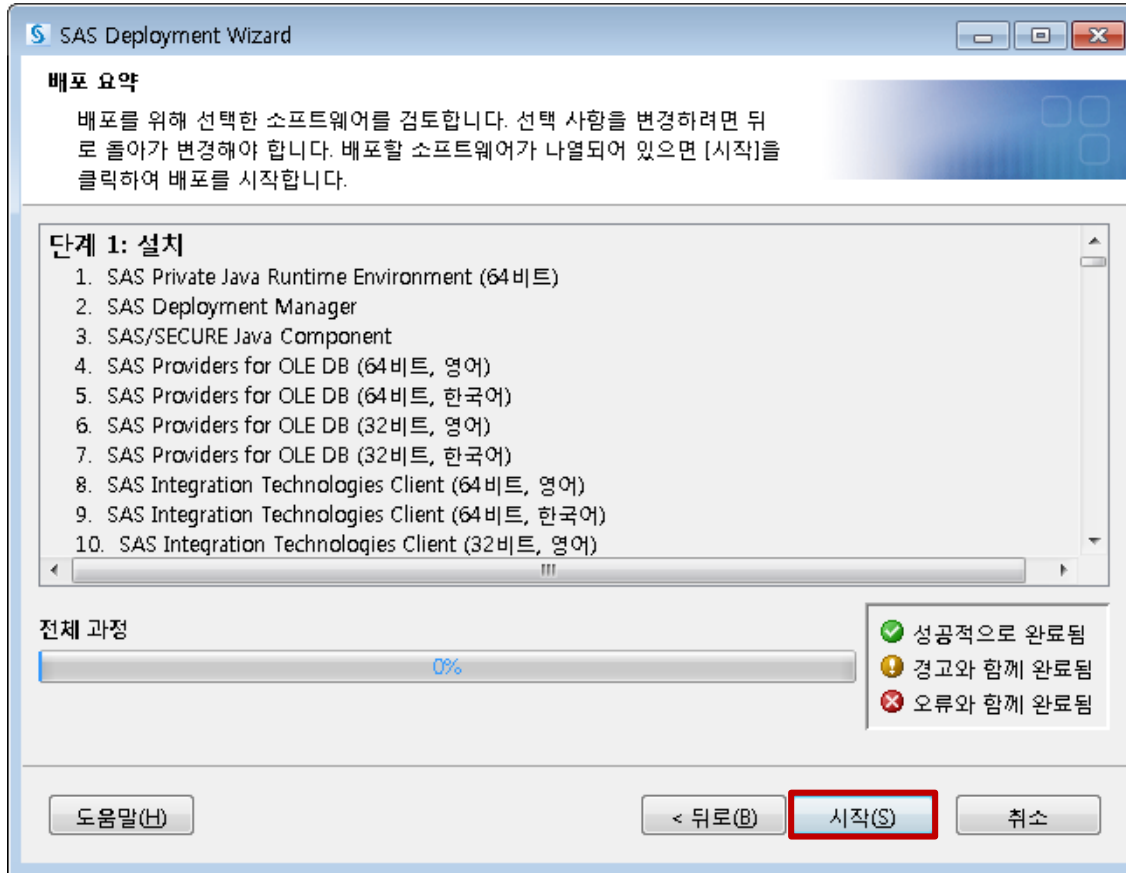 SAS Deployment Wizard
배포 요약
배포를 위해 선택한 소프트웨어를 검토합니다. 선택 사항을 변경하려면 뒤
로 돌아가 변경해야 합니다. 배포할 소프트웨어가 나열되어 있으면 [시작]을
클릭하여 배포를 시작합니다.
단계 1: 설치
1. SAS Private Java Runtime Environment (64비트)
2. SAS Deployment Manager
3. SAS/SECURE Java Component
4. SAS Providers for OLE DB (64비트, 영어)
5. SAS Providers for OLE DB (64비트, 한국어)
6. SAS Providers for OLE DB (32비트, 영어)
7. SAS Providers for OLE DB (32비트, 한국어)
8. SAS Integration Technologies Client (64비트, 영어)
9. SAS Integration Technologies Client (64비트, 한국어)
10. SAS Integration Technologies Client (32비트, 영어)
전체 과정
0%
성공적으로 완료됨
경고와 함께 완료됨
오류와 함께 완료됨
도움말(H)
< 뒤로(B)
시작(S)
취소